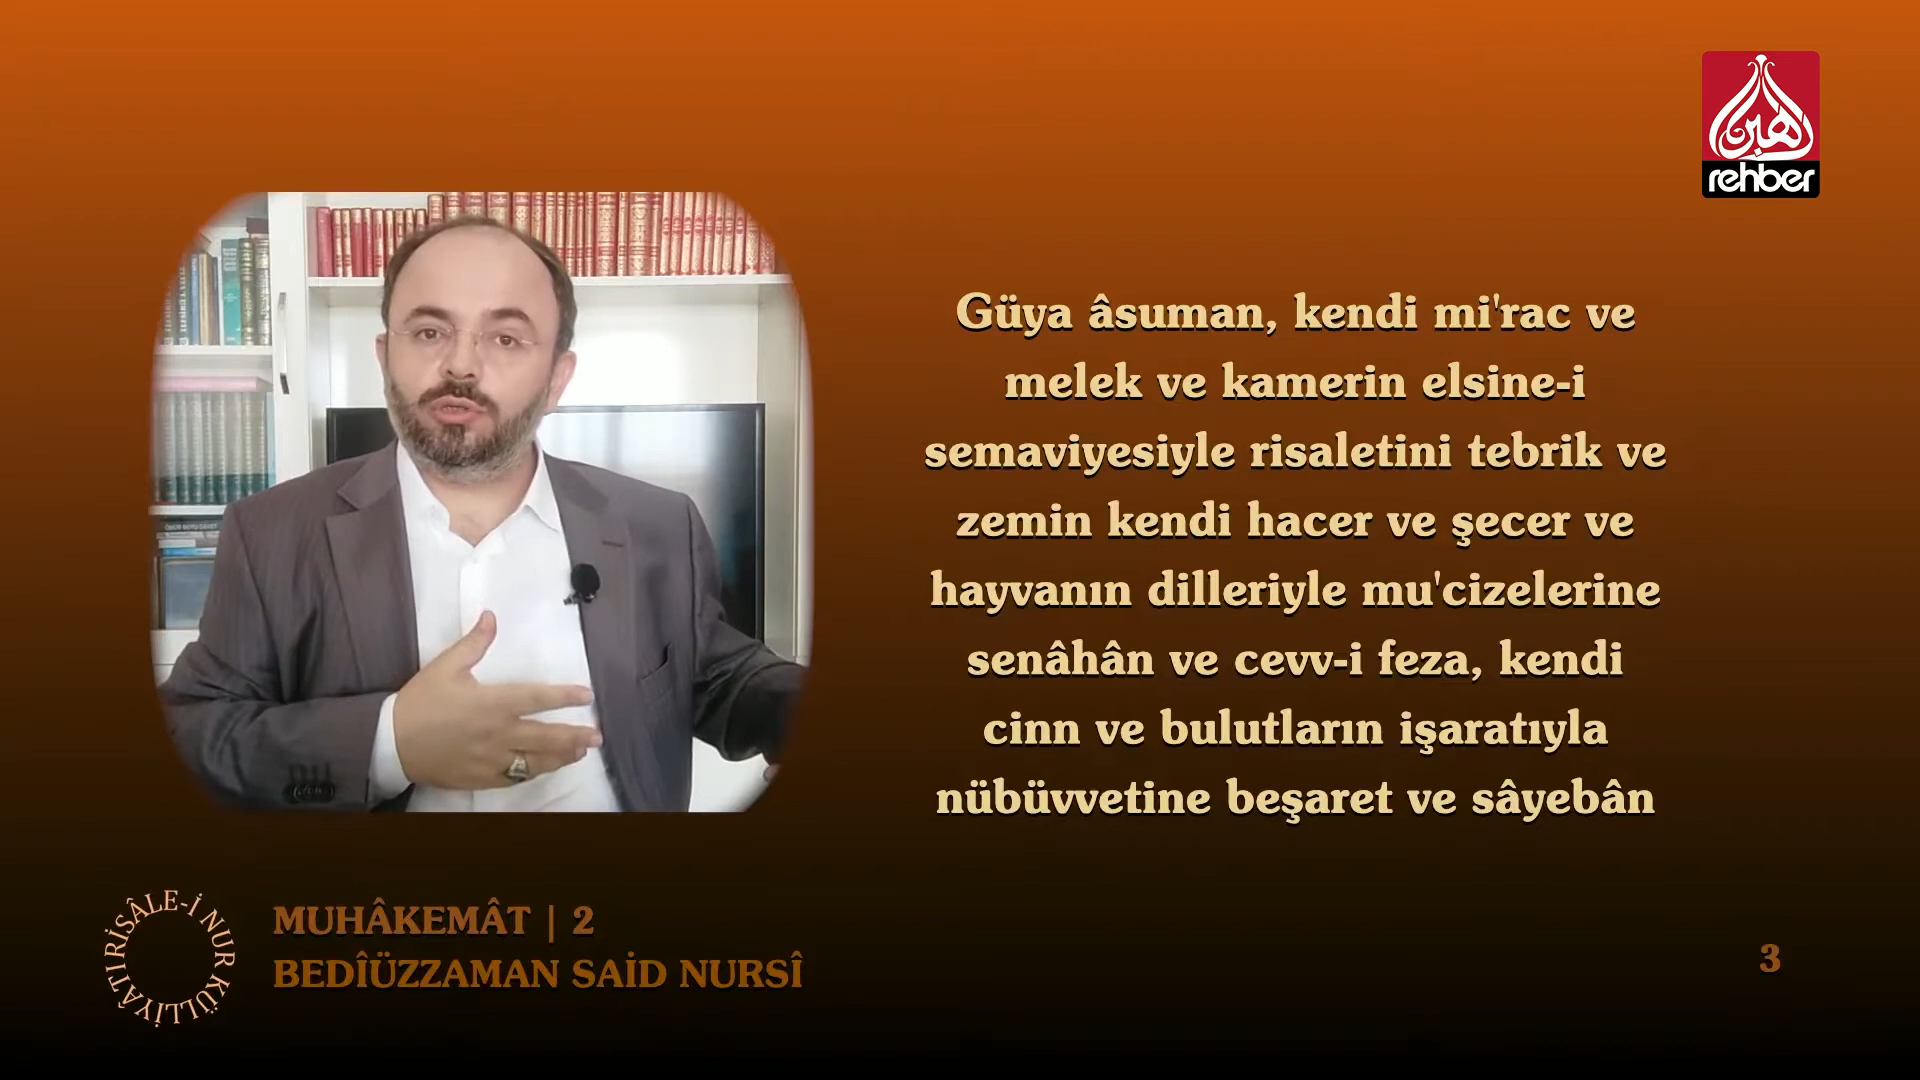 هبر
rehber
Güya âsuman, kendi mi'rac ve
melek ve kamerin elsine-i
semaviyesiyle risaletini tebrik ve
zemin kendi hacer ve şecer ve
hayvanın dilleriyle mu'cizelerine
senâhân ve cevv-i feza, kendi
cinn ve bulutların işaratıyla
nübüvvetine beşaret ve sâyebân
RİSÂLE-İ NUR KÜLLİYÂTI
MUHÂKEMÂT | 2
BEDÎÜZZAMAN SAİD NURSÎ
3